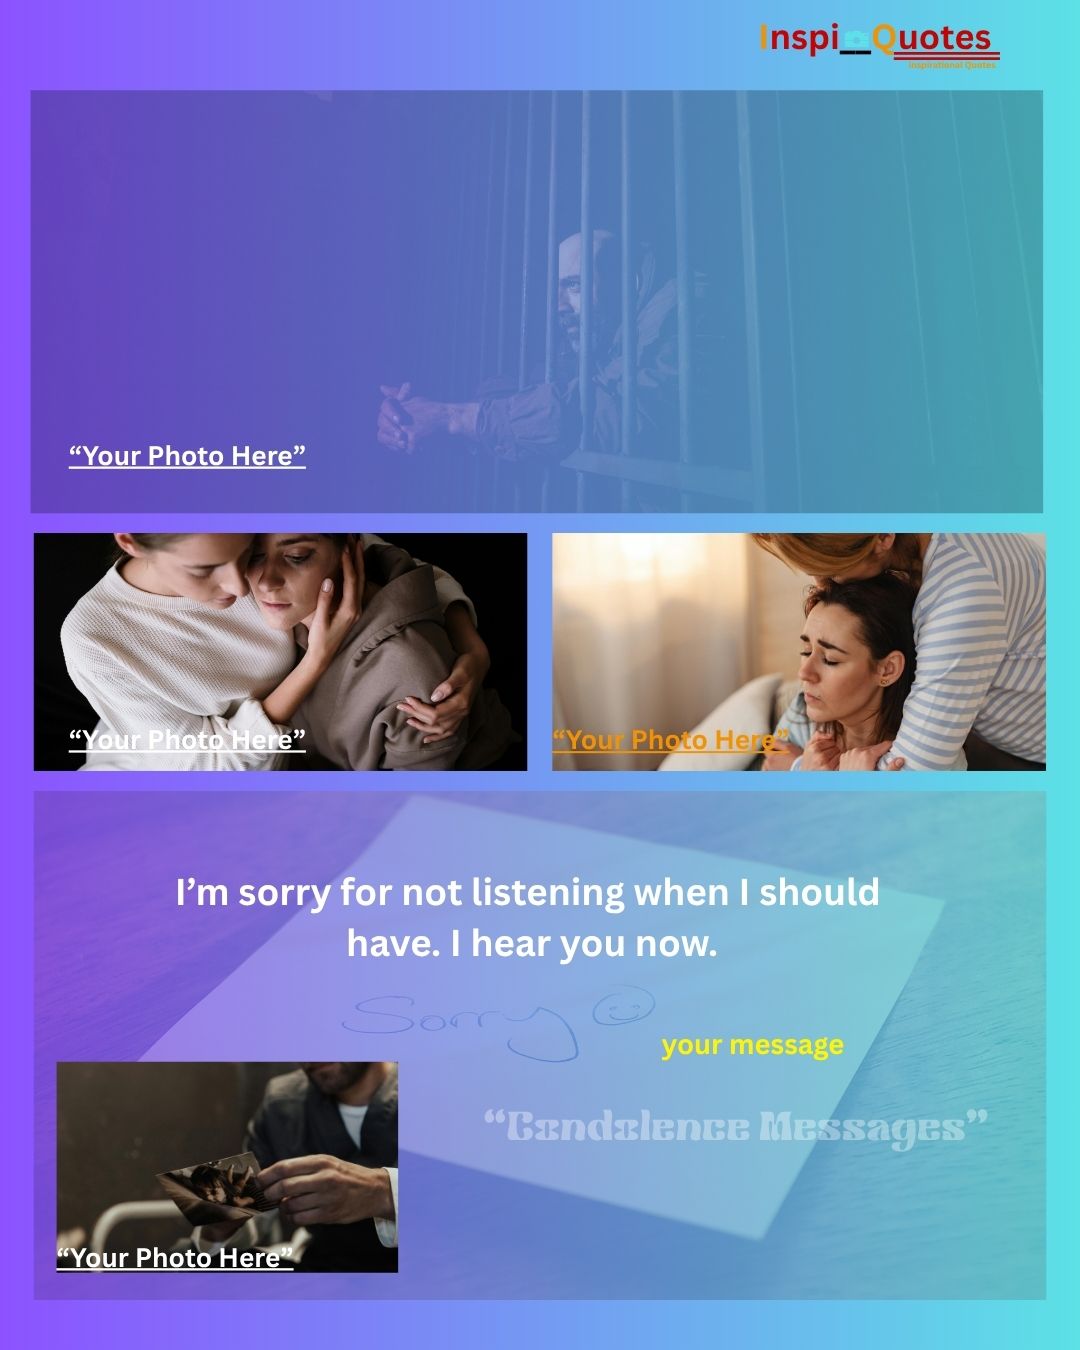 Inspi Quotes
Inspirational Quotes
“Your Photo Here”
“Your Photo Here”
“Your Photo Here”
I’m sorry for not listening when I should
have. I hear you now.
Sorry
your message
“Condolence Messages”
“Your Photo Here”